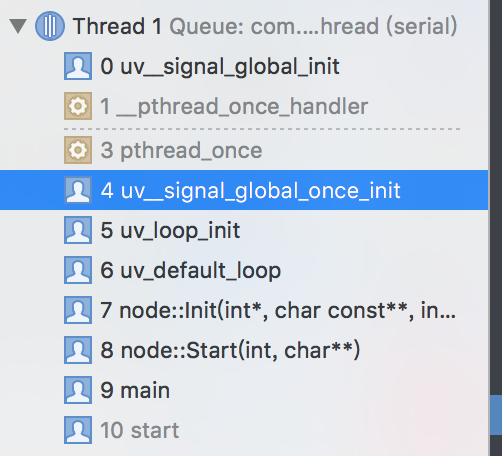 Thread 1 Queue: com....hread (serial)
0 uv__signal_global_init
1 __pthread_once_handler
3 pthread_once
4 uv__signal_global_once_init
5 uv_loop_init
6 uv_default_loop
7 node::Init(int*, char const**, in...
8 node::Start(int, char**)
9 main
10 start